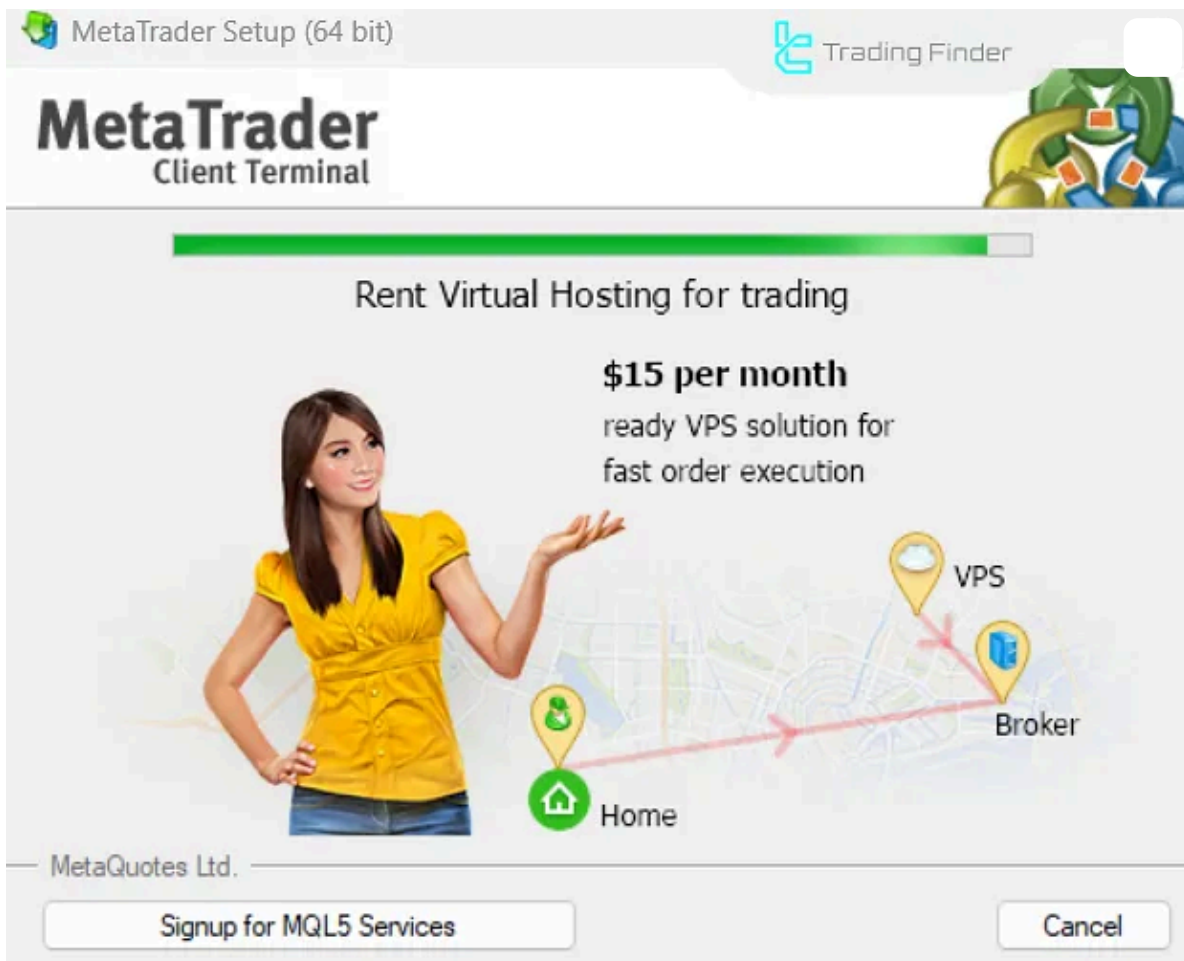 MetaTrader Setup (64 bit)
Trading Finder
MetaTrader
Client Terminal
Rent Virtual Hosting for trading
$15 per month
ready VPS solution for
fast order execution
VPS
Broker
Home
MetaQuotes Ltd.
Signup for MQL5 Services
Cancel